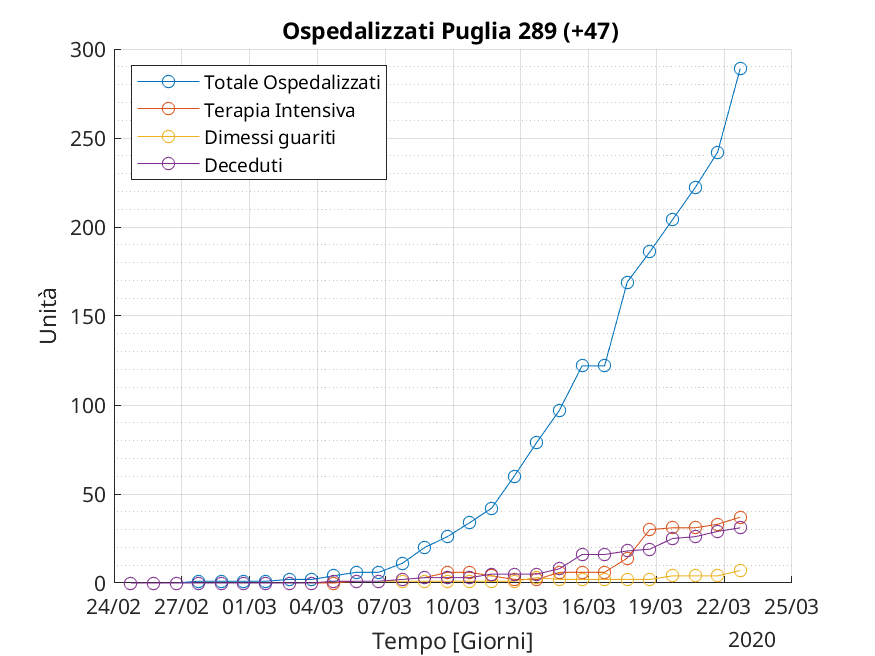 Ospedalizzati Puglia 289 (+47)
300
250
200
150
100
50
0
Unità
Totale Ospedalizzati
Terapia Intensiva
Dimessi guariti
Deceduti
24/02 27/02 01/03 04/03 07/03 10/03 13/03 16/03 19/03 22/03 25/03
Tempo [Giorni]
2020